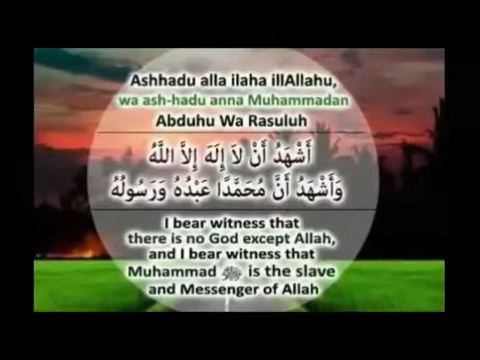 Ashhadu alla ilaha illAllahu,
wa ash-hadu anna Muhammadan
Abduhu Wa Rasuluh
أَشْهَدُ أَنْ لاَ إِلَهَ إِلاَّ اللَّهُ
وَأَشْهَدُ أَنَّ مُحَمَّدًا عَبْدُهُ وَرَسُولُهُ
I bear witness that
there is no God except Allah,
and I bear witness that
Muhammad ﷺ is the slave
and Messenger of Allah